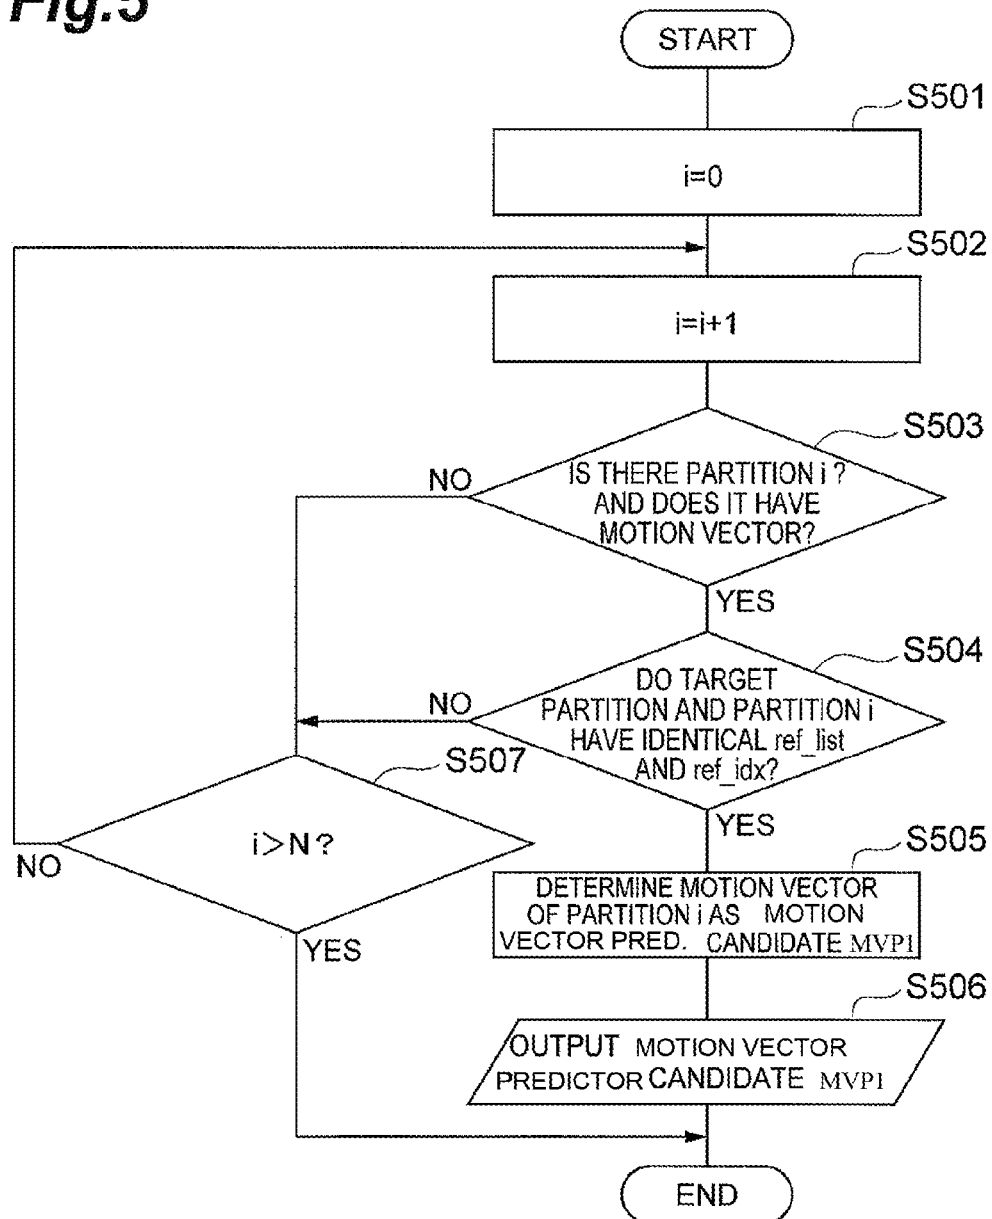 Fig.5
START
S501
i=0
S502
i=i+1
S503
NO
IS THERE PARTITION i ?
AND DOES IT HAVE
MOTION VECTOR?
YES
S504
NO
DO TARGET
PARTITION AND PARTITION i
HAVE IDENTICAL ref_list
AND ref_idx?
YES
S507
i>N?
NO
YES
S505
DETERMINE MOTION VECTOR
OF PARTITION i AS MOTION
VECTOR PRED. CANDIDATE MVP1
S506
OUTPUT MOTION VECTOR
PREDICTOR CANDIDATE MVP1
END